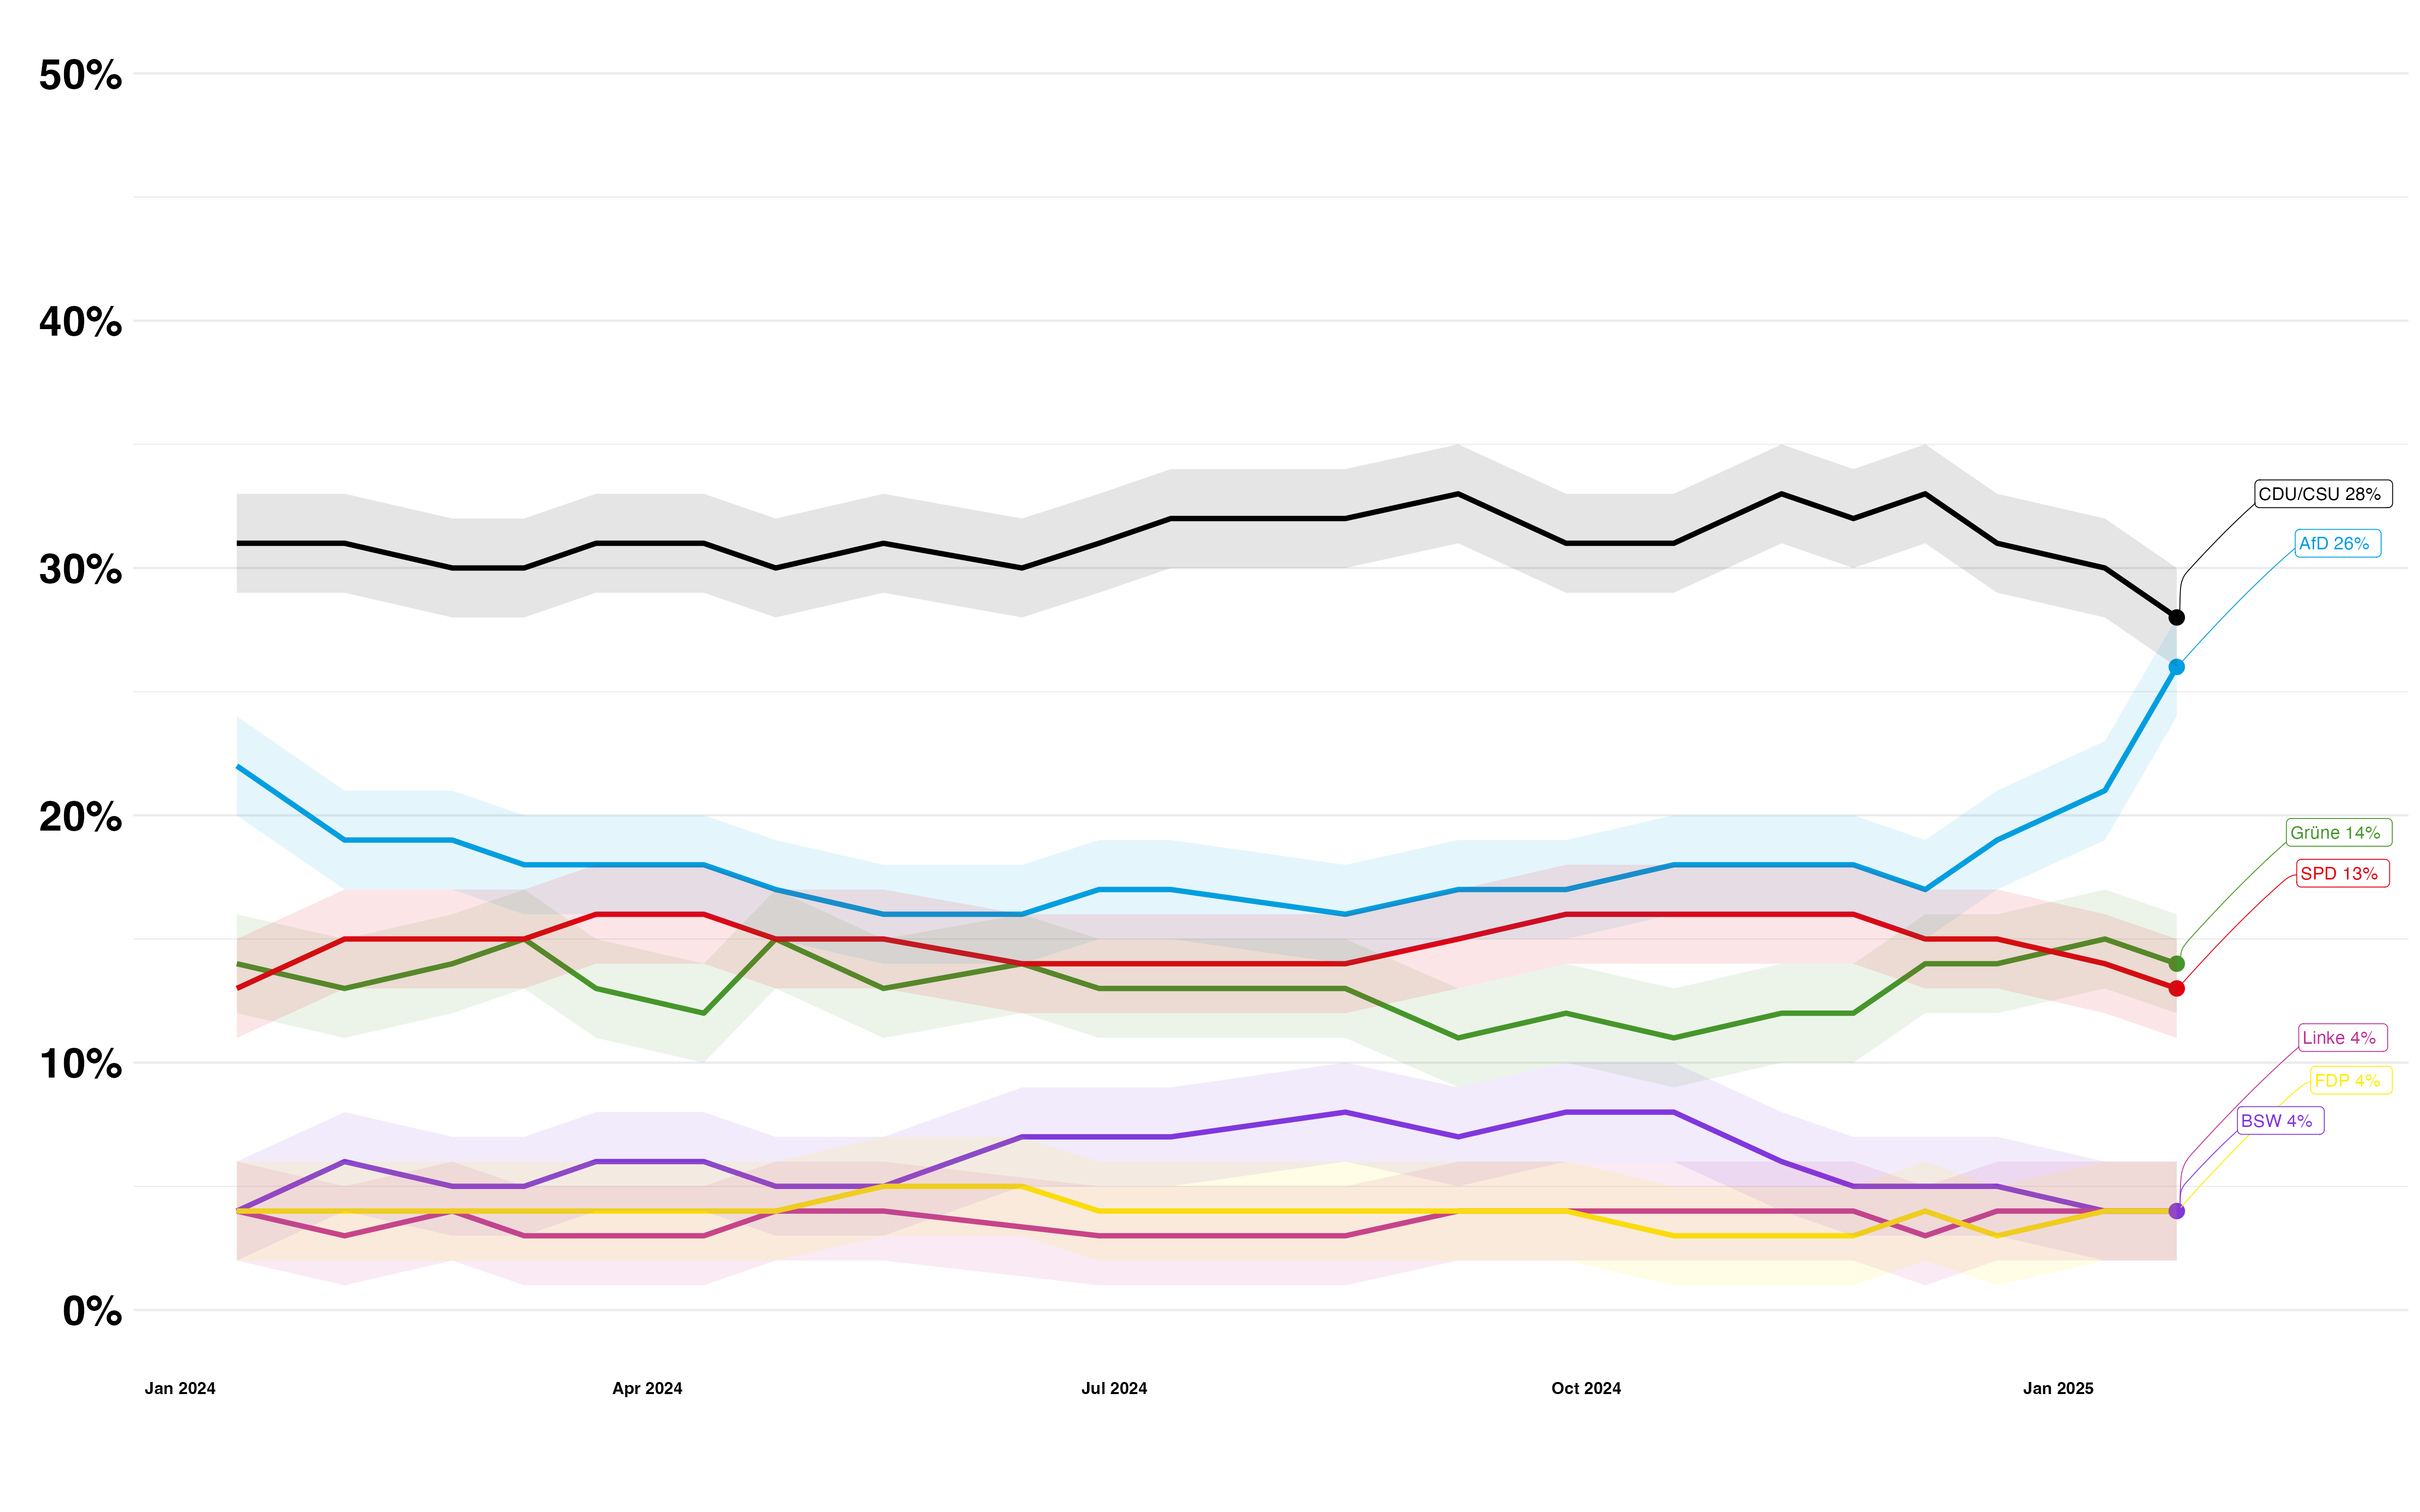 50%
40%
30%
20%
10%
0%
CDU/CSU 28%
AfD 26%
Grüne 14%
SPD 13%
Linke 4%
FDP 4%
BSW 4%
Jan 2024
Apr 2024
Jul 2024
Oct 2024
Jan 2025